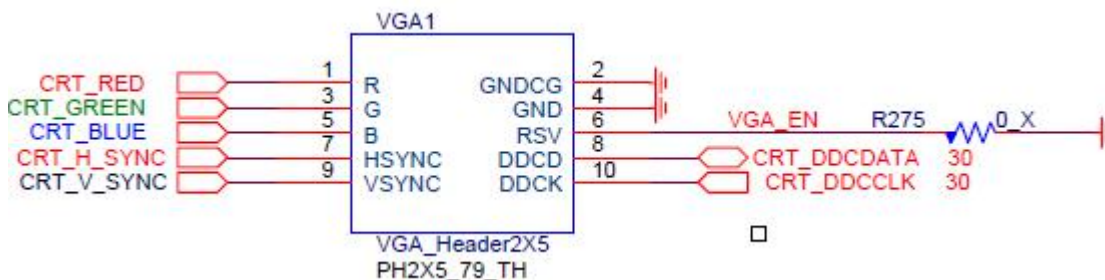 VGA1
CRT_RED 1 R GNDCG 2
CRT_GREEN 3 G GND 4
CRT_BLUE 5 B RSV 6 VGA_EN R275 0_X
CRT_H_SYNC 7 HSYNC DDCD 8 CRT_DDCDATA 30
CRT_V_SYNC 9 VSYNC DDCK 10 CRT_DDCCLK 30
VGA_Header2X5
PH2X5_79_TH